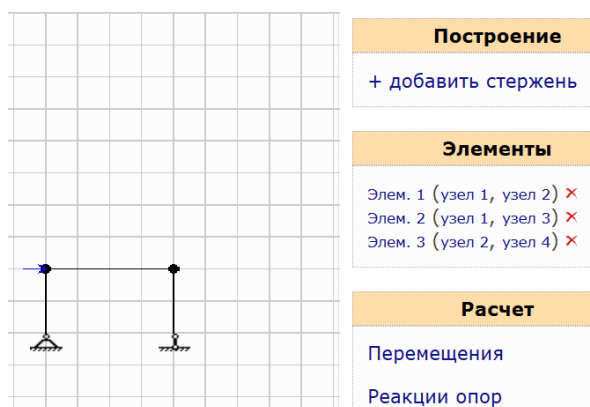 Построение
+ добавить стержень
Элементы
Элем. 1 (узел 1, узел 2) ×
Элем. 2 (узел 1, узел 3) ×
Элем. 3 (узел 2, узел 4) ×
Расчет
Перемещения
Реакции опор